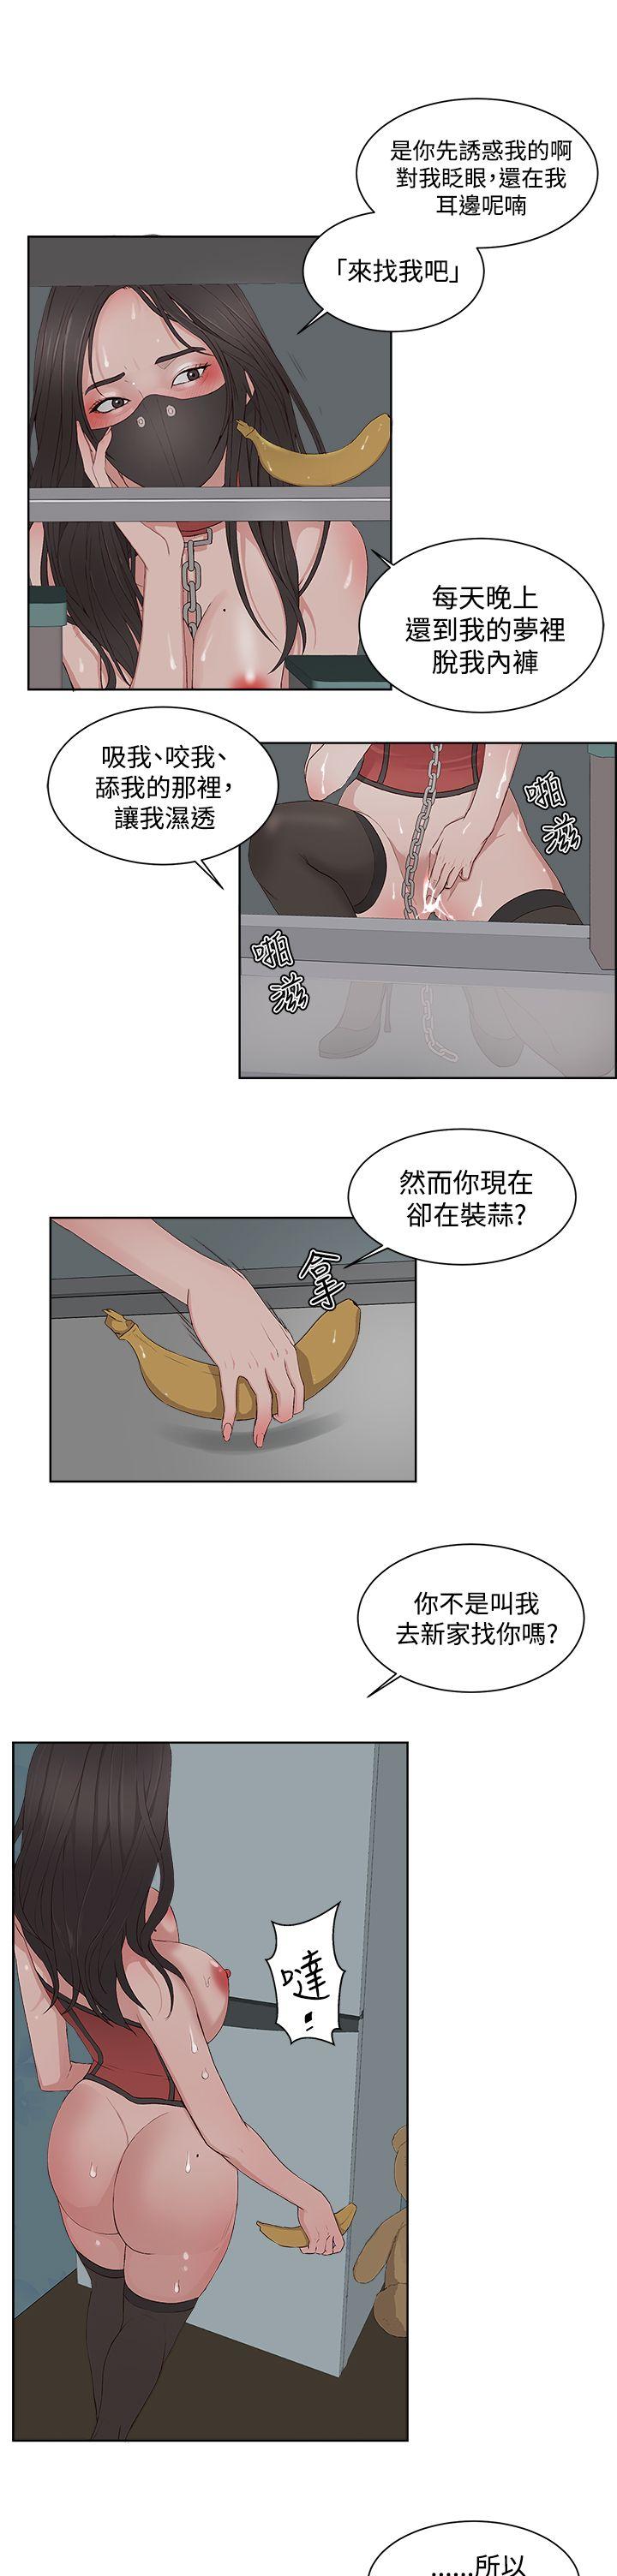 是你先誘惑我的啊
對我眨眼,還在我
耳邊呢喃
「來找我吧」
每天晚上
還到我的夢裡
脫我內褲
吸我、咬我、
舔我的那裡,
讓我濕透
啪
滋
啪
滋
然而你現在
卻在裝蒜?
拿
你不是叫我
去新家找你嗎?
噠!
......所以